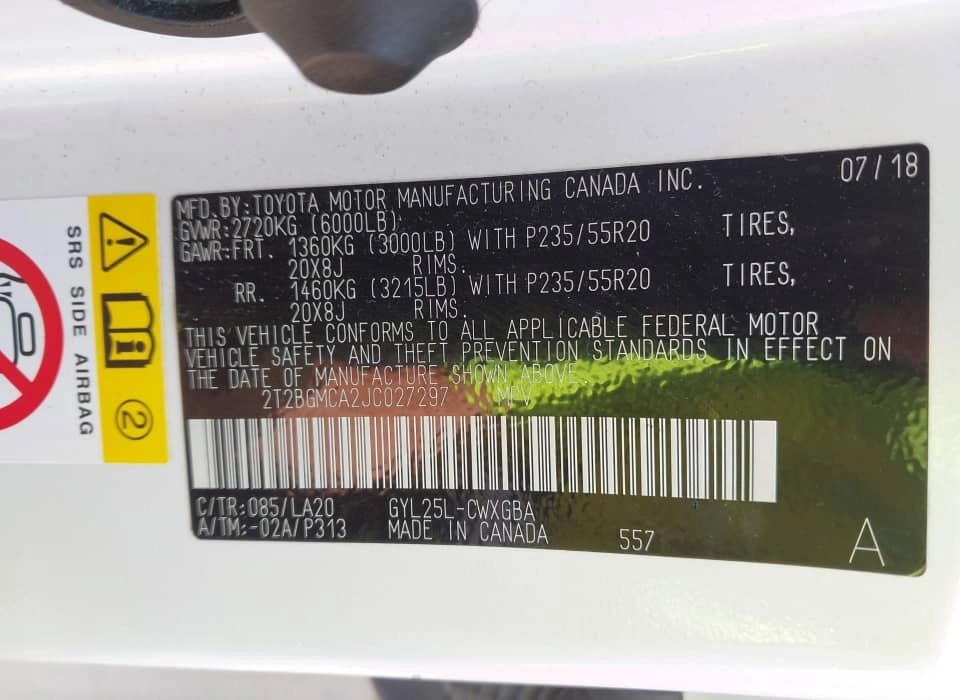 07/18
MFD.BY:TOYOTA MOTOR MANUFACTURING CANADA INC.
GVWR:2720KG (6000LB)
GAWR:FRT. 1360KG (3000LB) WITH P235/55R20 TIRES,
20X8J RIMS.
RR. 1460KG (3215LB) WITH P235/55R20 TIRES,
20X8J RIMS.
THIS VEHICLE CONFORMS TO ALL APPLICABLE FEDERAL MOTOR
VEHICLE SAFETY AND THEFT PREVENTION STANDARDS IN EFFECT ON
THE DATE OF MANUFACTURE SHOWN ABOVE.
2T2BGMCA2JC027297 MPV
C/TR:085/LA20 GYL25L-CWXGBA
A/TM:-02A/P313 MADE IN CANADA 557
A
SRS SIDE AIRBAG
2